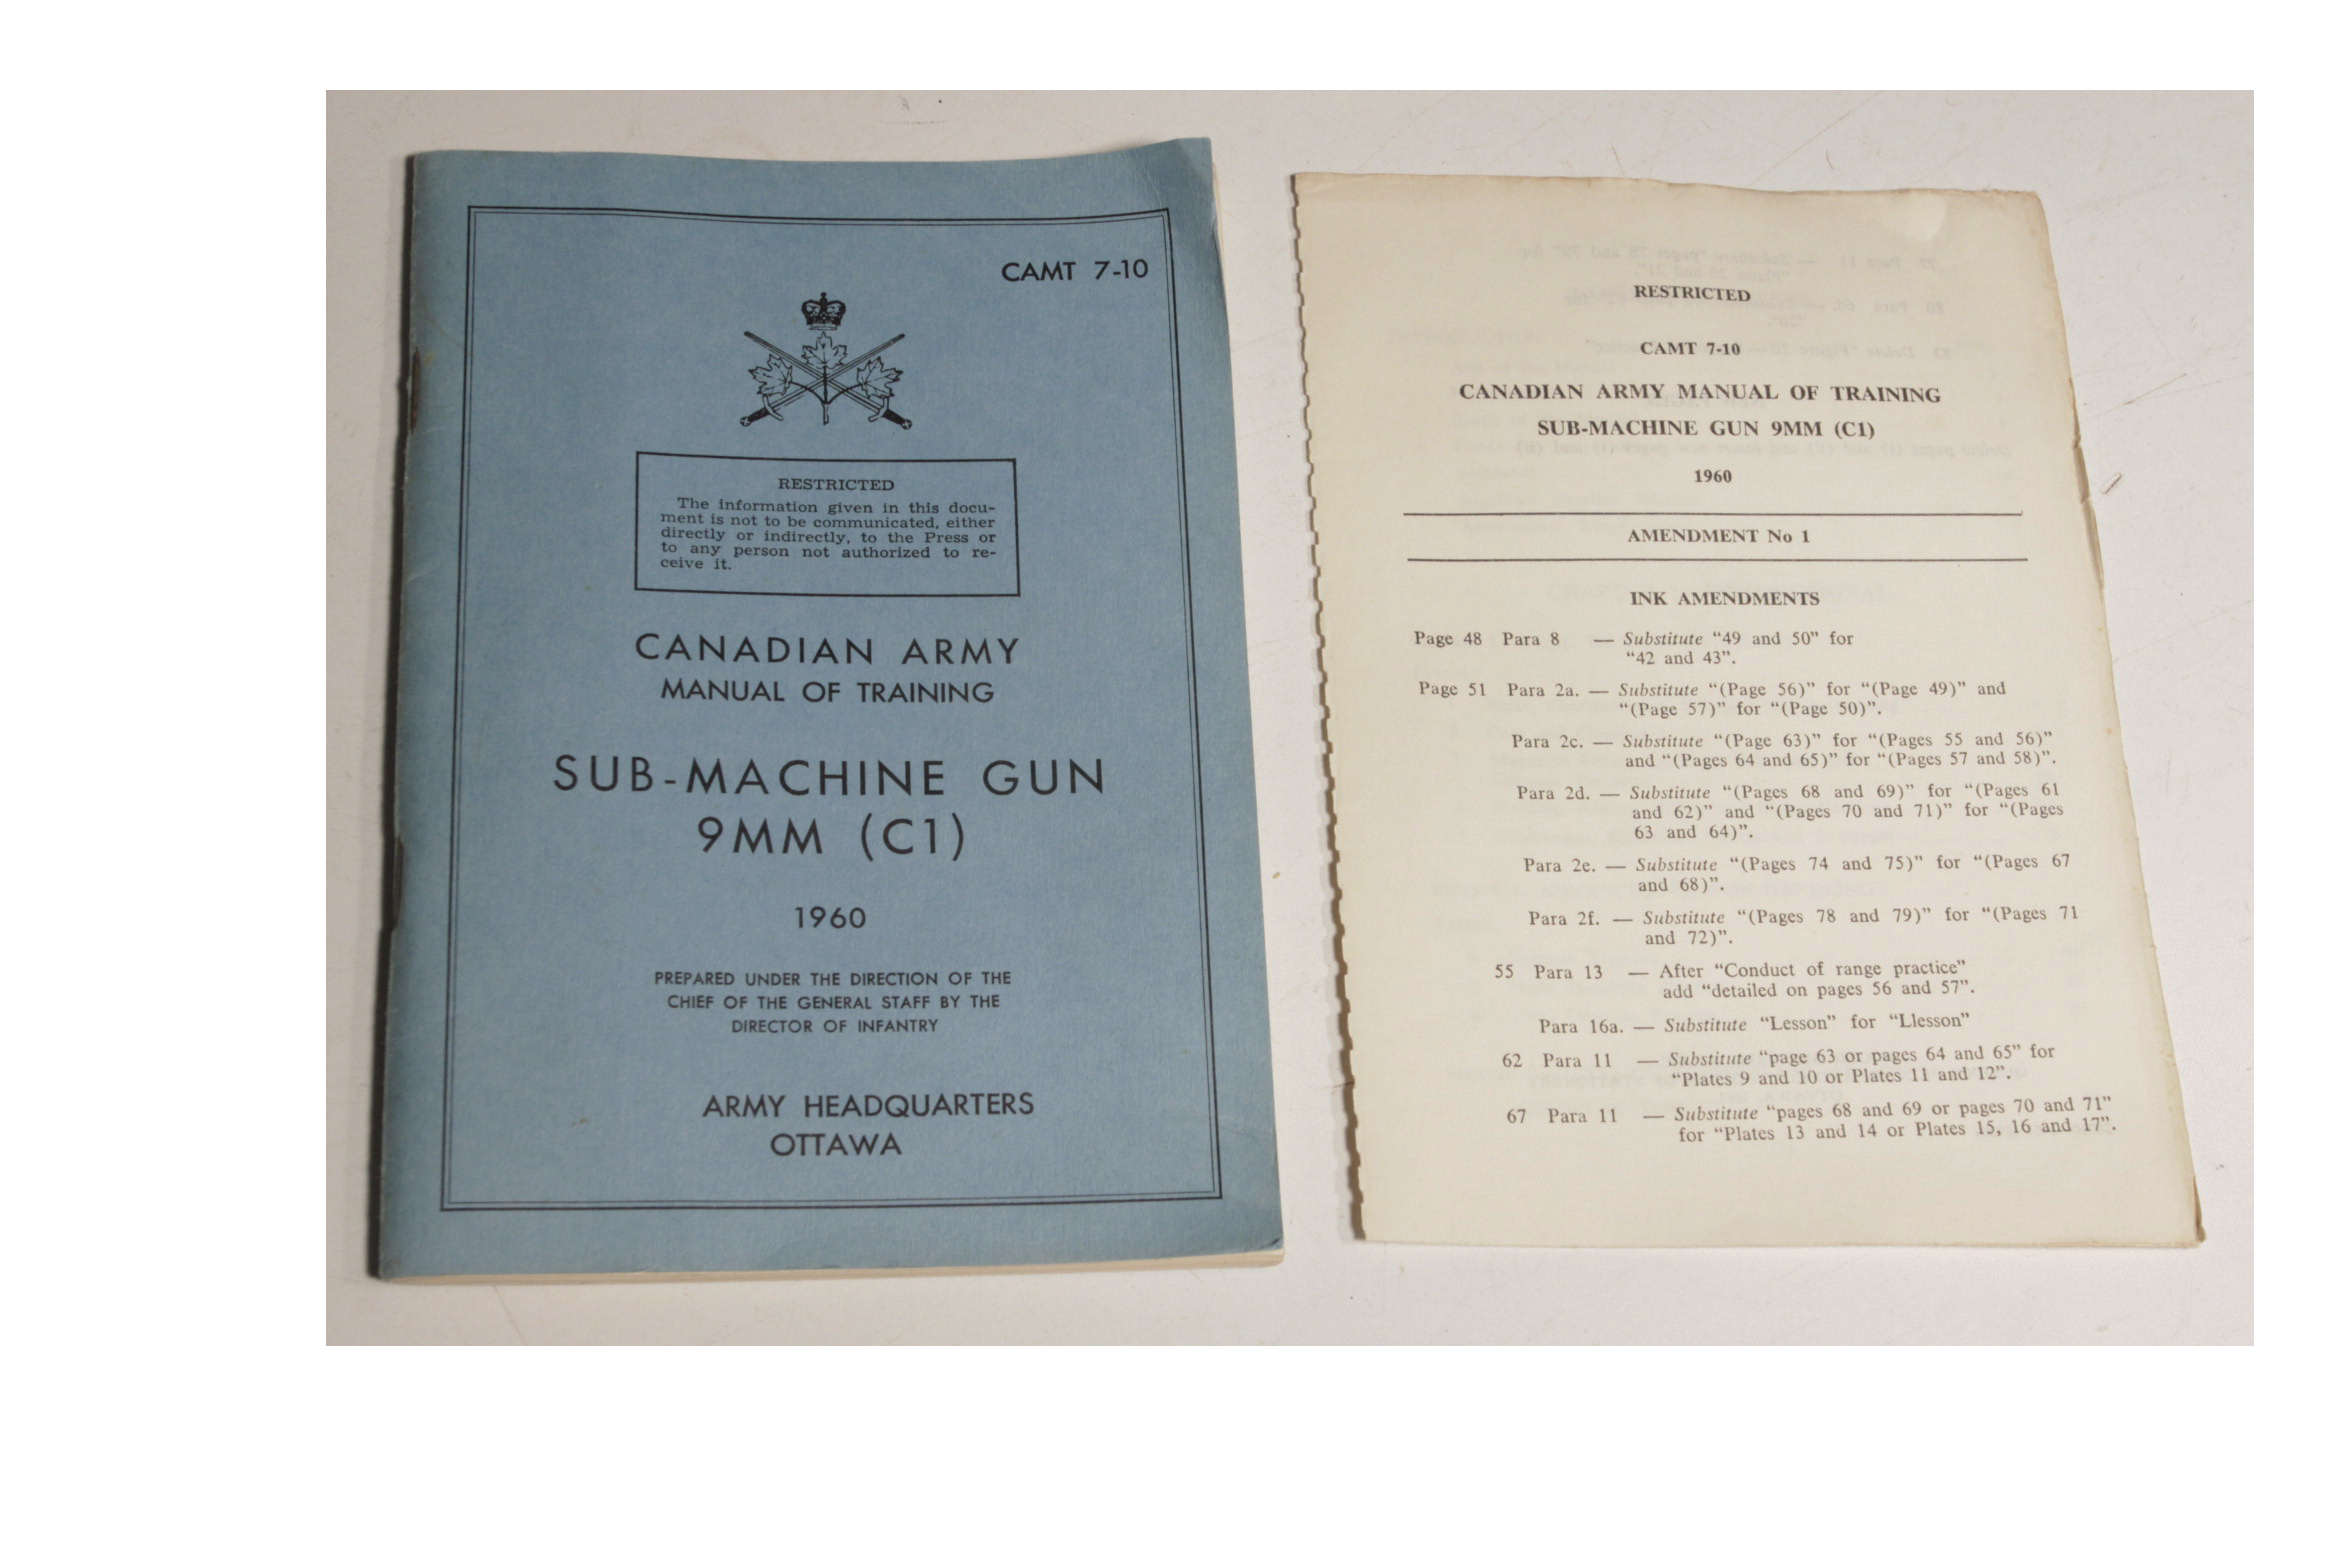 CAMT 7-10
RESTRICTED
The information given in this docu-
ment is not to be communicated, either
directly or indirectly, to the Press or
to any person not authorized to re-
ceive it.
CANADIAN ARMY
MANUAL OF TRAINING
SUB-MACHINE GUN
9MM (C1)
1960
PREPARED UNDER THE DIRECTION OF THE
CHIEF OF THE GENERAL STAFF BY THE
DIRECTOR OF INFANTRY
ARMY HEADQUARTERS
OTTAWA
RESTRICTED
CAMT 7-10
CANADIAN ARMY MANUAL OF TRAINING
SUB-MACHINE GUN 9MM (C1)
1960
AMENDMENT No 1
INK AMENDMENTS
Page 48 Para 8 — Substitute “49 and 50” for
“42 and 43”.
Page 51 Para 2a. — Substitute “(Page 56)” for “(Page 49)” and
“(Page 57)” for “(Page 50)”.
Para 2c. — Substitute “(Page 63)” for “(Pages 55 and 56)”
and “(Pages 64 and 65)” for “(Pages 57 and 58)”.
Para 2d. — Substitute “(Pages 68 and 69)” for “(Pages 61
and 62)” and “(Pages 70 and 71)” for “(Pages
63 and 64)”.
Para 2e. — Substitute “(Pages 74 and 75)” for “(Pages 67
and 68)”.
Para 2f. — Substitute “(Pages 78 and 79)” for “(Pages 71
and 72)”.
55 Para 13 — After “Conduct of range practice”
add “detailed on pages 56 and 57”.
Para 16a. — Substitute “Lesson” for “Llesson”
62 Para 11 — Substitute “page 63 or pages 64 and 65” for
“Plates 9 and 10 or Plates 11 and 12”.
67 Para 11 — Substitute “pages 68 and 69 or pages 70 and 71”
for “Plates 13 and 14 or Plates 15, 16 and 17”.